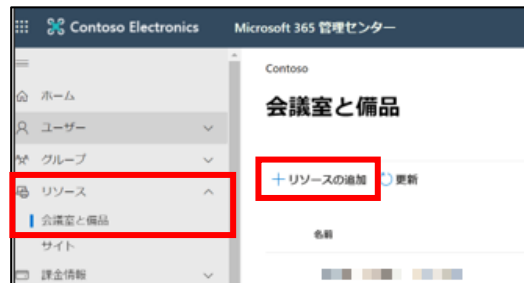 Contoso Electronics
Microsoft 365 管理センター
ホーム
ユーザー
グループ
リソース
会議室と備品
サイト
課金情報
Contoso
会議室と備品
リソースの追加
更新
名前